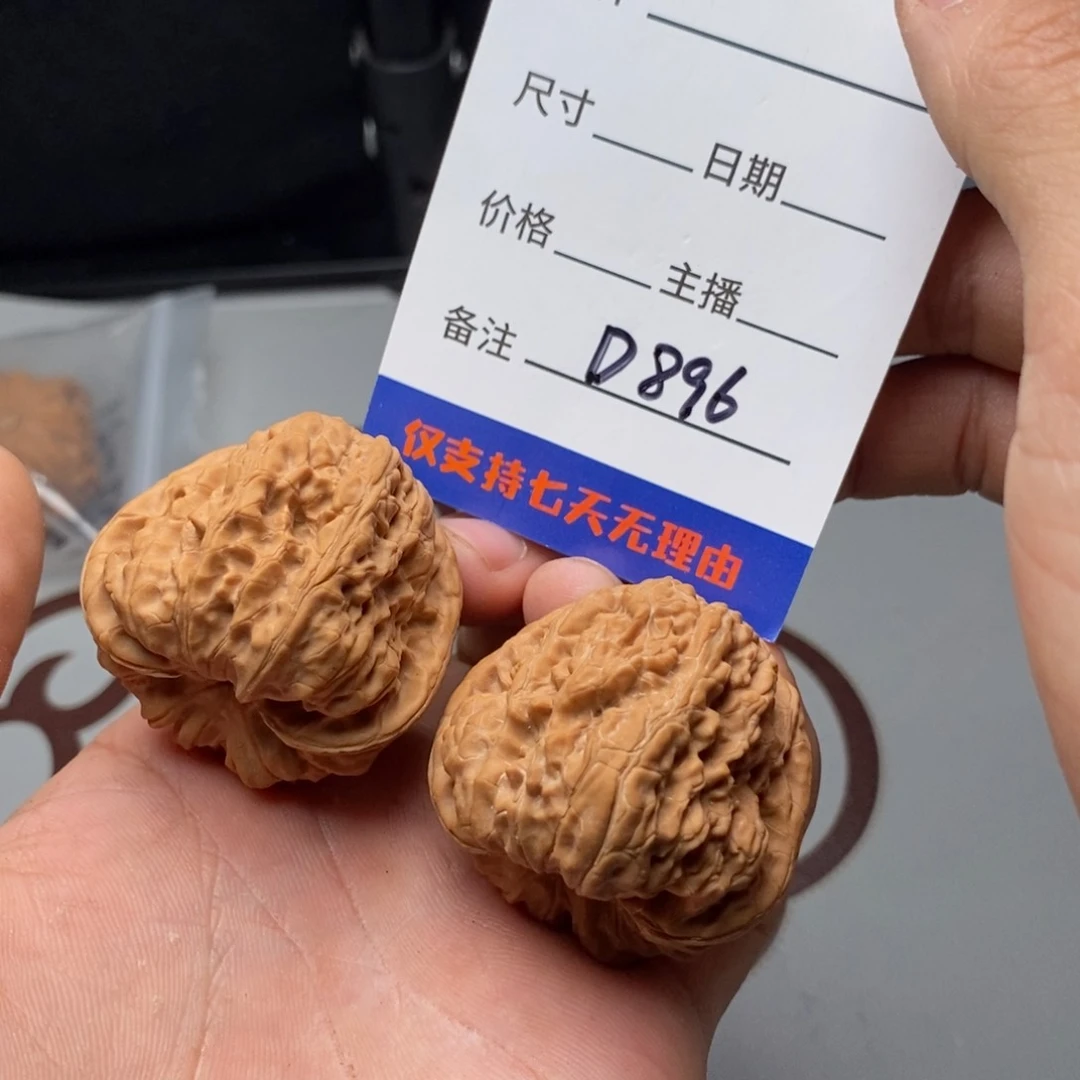 尺寸 日期
价格 主播
备注 D896
仅支持七天无理由